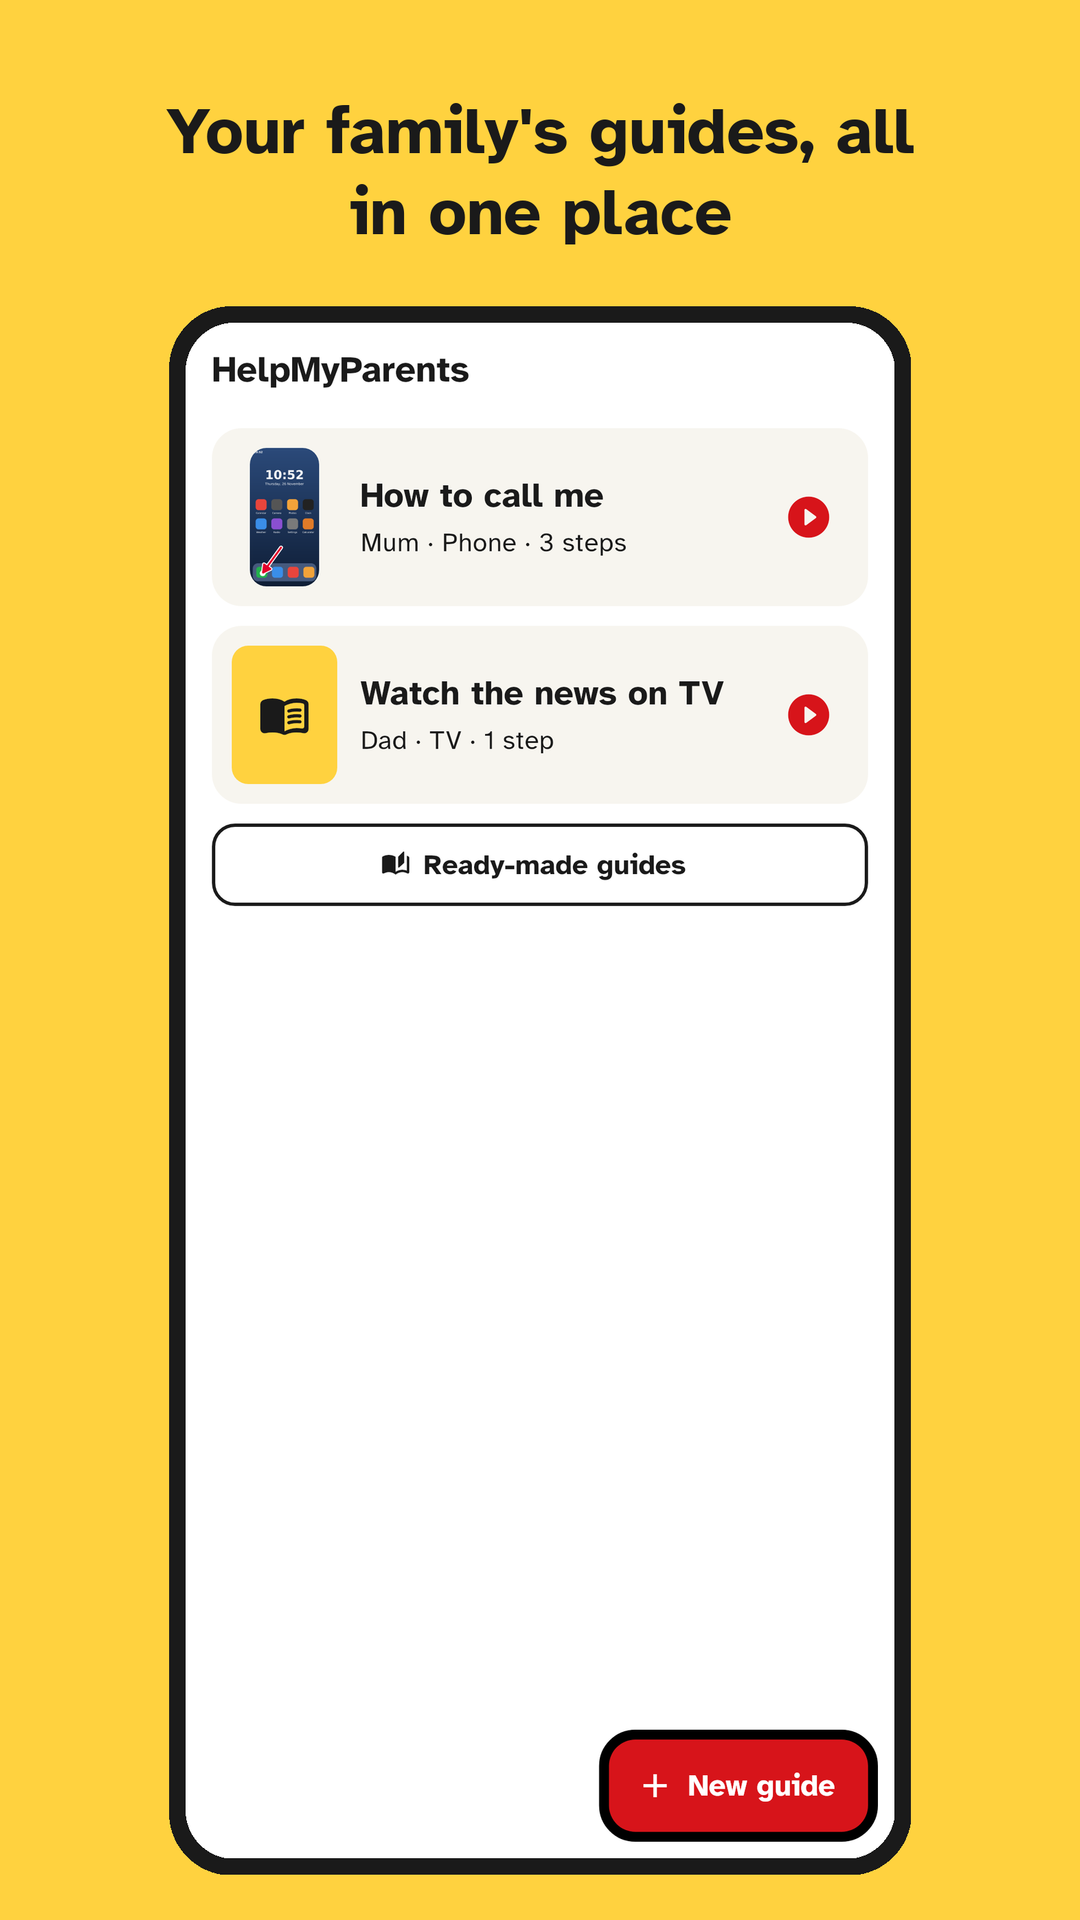 Your family's guides, all
in one place
HelpMyParents
10:52
How to call me
Mum · Phone · 3 steps
Watch the news on TV
Dad · TV · 1 step
Ready-made guides
New guide